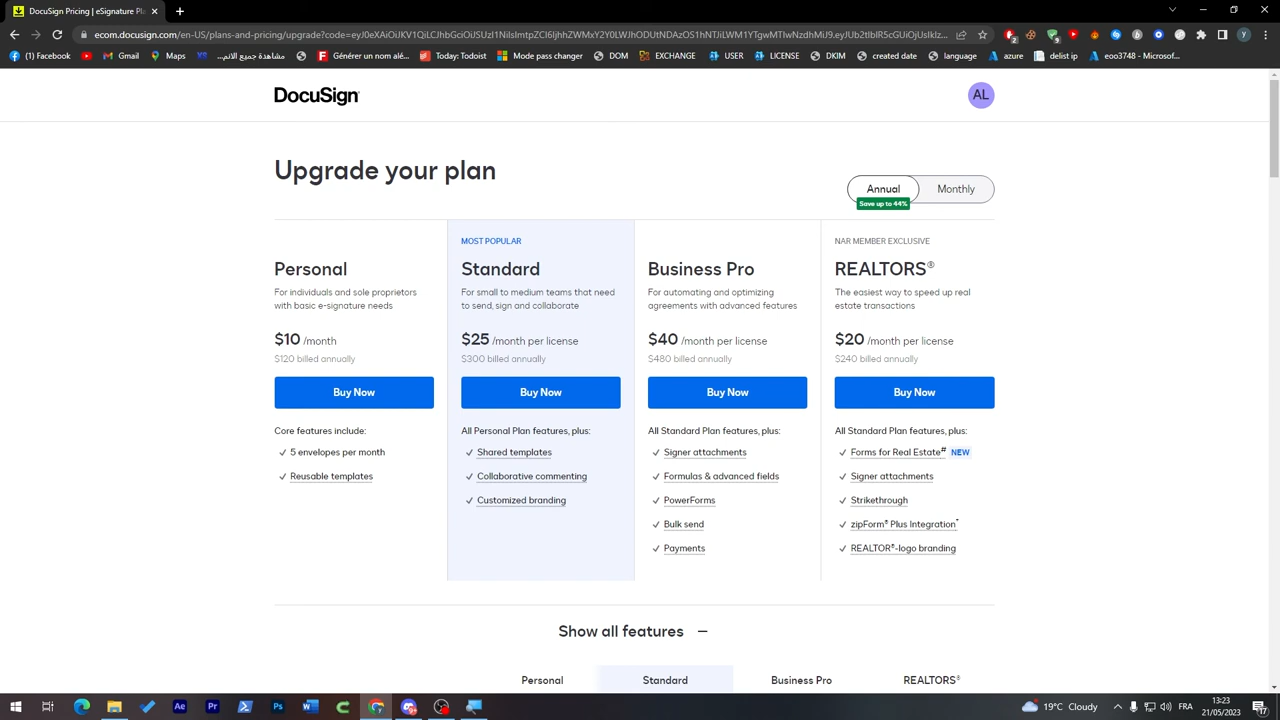 DocuSign Pricing | eSignature Pl
ecom.docusign.com/en-US/plans-and-pricing/upgrade?code=
(1) Facebook
Gmail
Maps
مشاهدة جميع الانت...
Générer un nom alé...
Today: Todoist
Mode pass changer
DOM
EXCHANGE
USER
LICENSE
DKIM
created date
language
azure
delist ip
eoo3748 - Microsof...
DocuSign
AL
Upgrade your plan
Annual
Monthly
Save up to 44%
Personal
For individuals and sole proprietors
with basic e-signature needs
$10 /month
$120 billed annually
Buy Now
Core features include:
5 envelopes per month
Reusable templates
MOST POPULAR
Standard
For small to medium teams that need
to send, sign and collaborate
$25 /month per license
$300 billed annually
Buy Now
All Personal Plan features, plus:
Shared templates
Collaborative commenting
Customized branding
Business Pro
For automating and optimizing
agreements with advanced features
$40 /month per license
$480 billed annually
Buy Now
All Standard Plan features, plus:
Signer attachments
Formulas & advanced fields
PowerForms
Bulk send
Payments
NAR MEMBER EXCLUSIVE
REALTORS®
The easiest way to speed up real
estate transactions
$20 /month per license
$240 billed annually
Buy Now
All Standard Plan features, plus:
Forms for Real Estate# NEW
Signer attachments
Strikethrough
zipForm® Plus Integration*
REALTOR®-logo branding
Show all features
Personal
Standard
Business Pro
REALTORS®
19°C Cloudy
FRA
13:23
21/05/2023